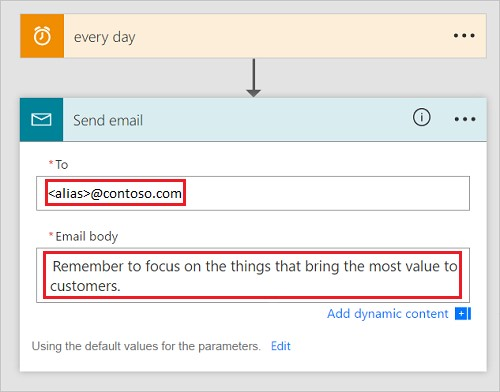 every day
Send email
* To
<alias>@contoso.com
* Email body
Remember to focus on the things that bring the most value to
customers.
Add dynamic content
Using the default values for the parameters. Edit